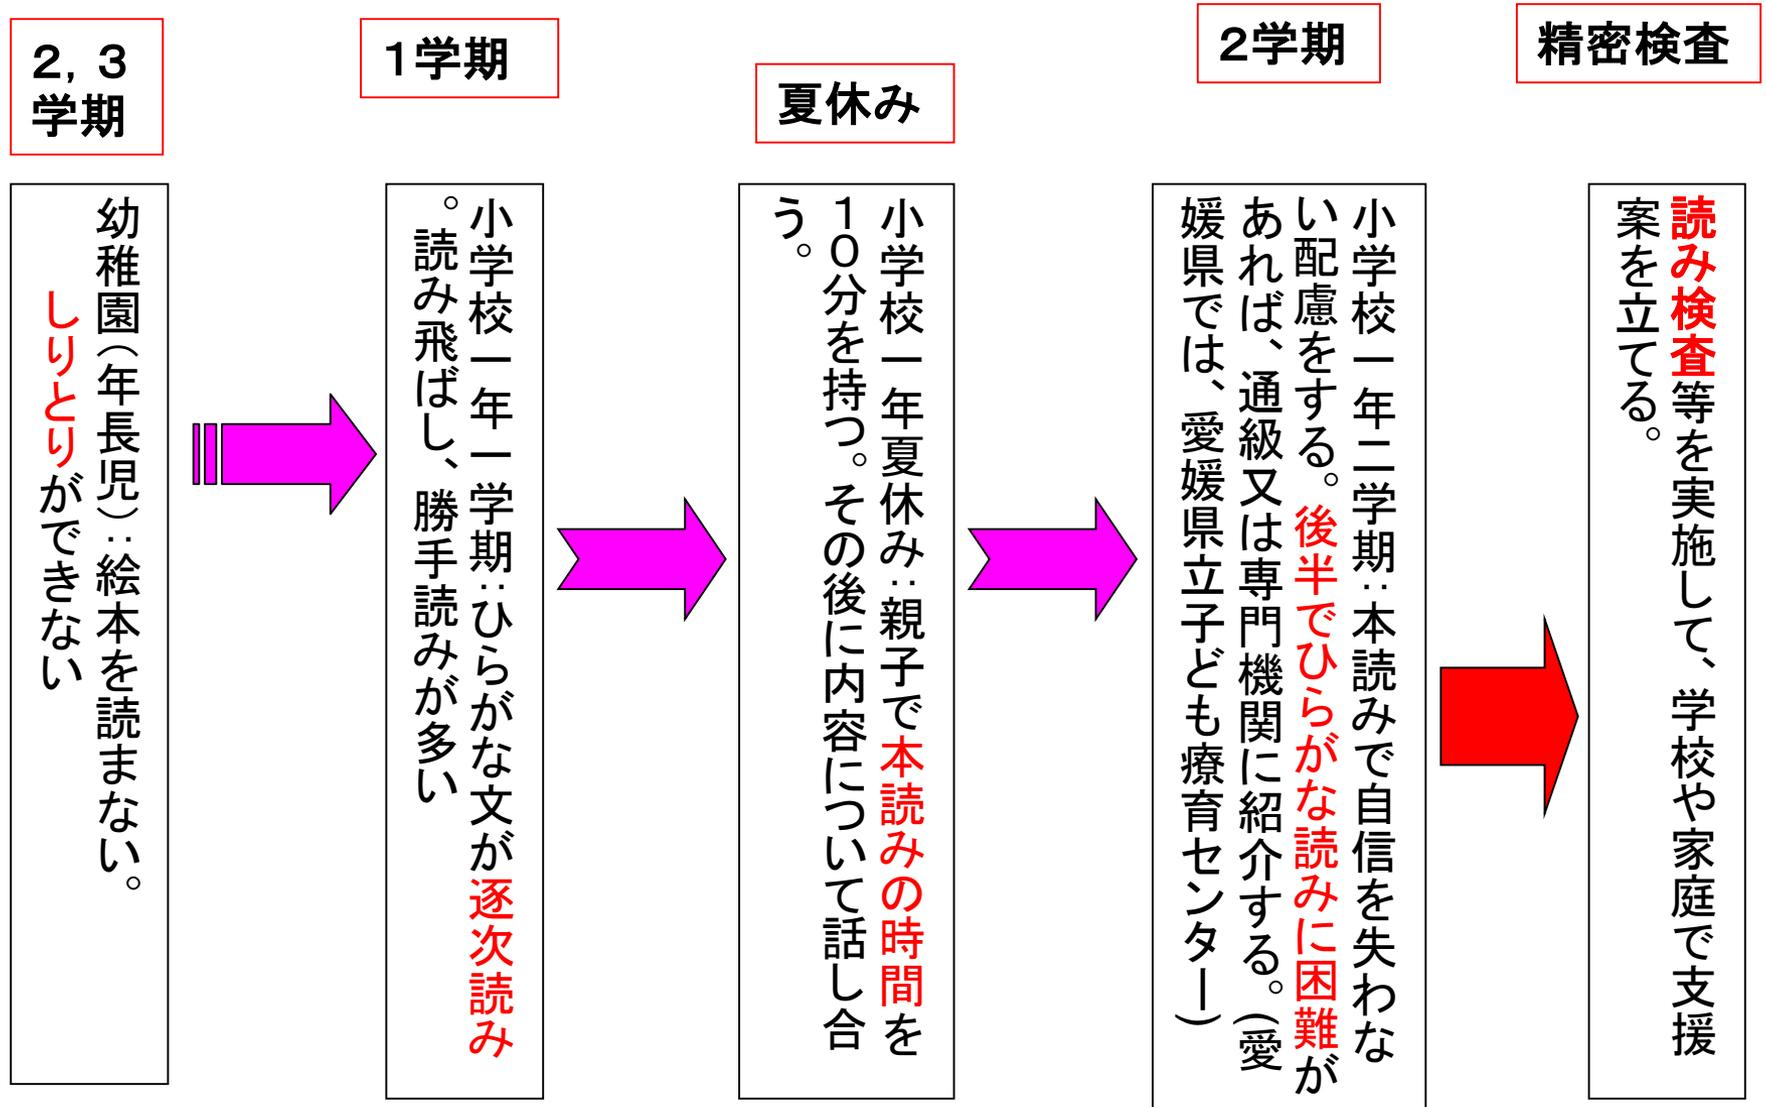 2，3
学期
幼稚園（年長児）：絵本を読まない。
しりとりができない
1学期
小学校一年一学期：ひらがな文が逐次読み
。読み飛ばし、勝手読みが多い
夏休み
小学校一年夏休み：親子で本読みの時間を
10分を持つ。その後に内容について話し合
う。
2学期
小学校一年二学期：本読みで自信を失わな
い配慮をする。後半でひらがな読みに困難が
あれば、通級又は専門機関に紹介する。（愛
媛県では、愛媛県立子ども療育センター）
精密検査
読み検査等を実施して、学校や家庭で支援
案を立てる。